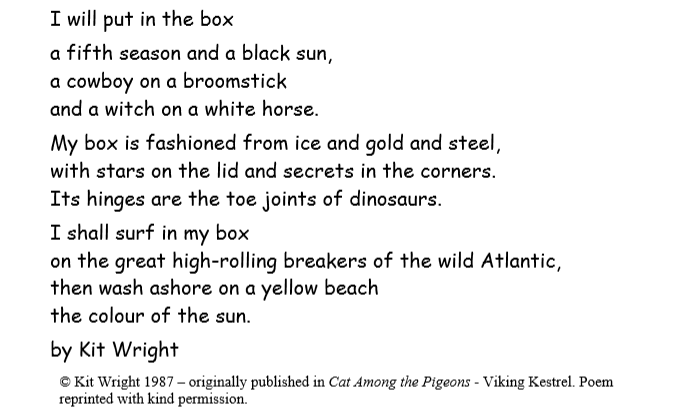 I will put in the box
a fifth season and a black sun,
a cowboy on a broomstick
and a witch on a white horse.
My box is fashioned from ice and gold and steel,
with stars on the lid and secrets in the corners.
Its hinges are the toe joints of dinosaurs.
I shall surf in my box
on the great high-rolling breakers of the wild Atlantic,
then wash ashore on a yellow beach
the colour of the sun.
by Kit Wright
© Kit Wright 1987 – originally published in Cat Among the Pigeons - Viking Kestrel. Poem
reprinted with kind permission.